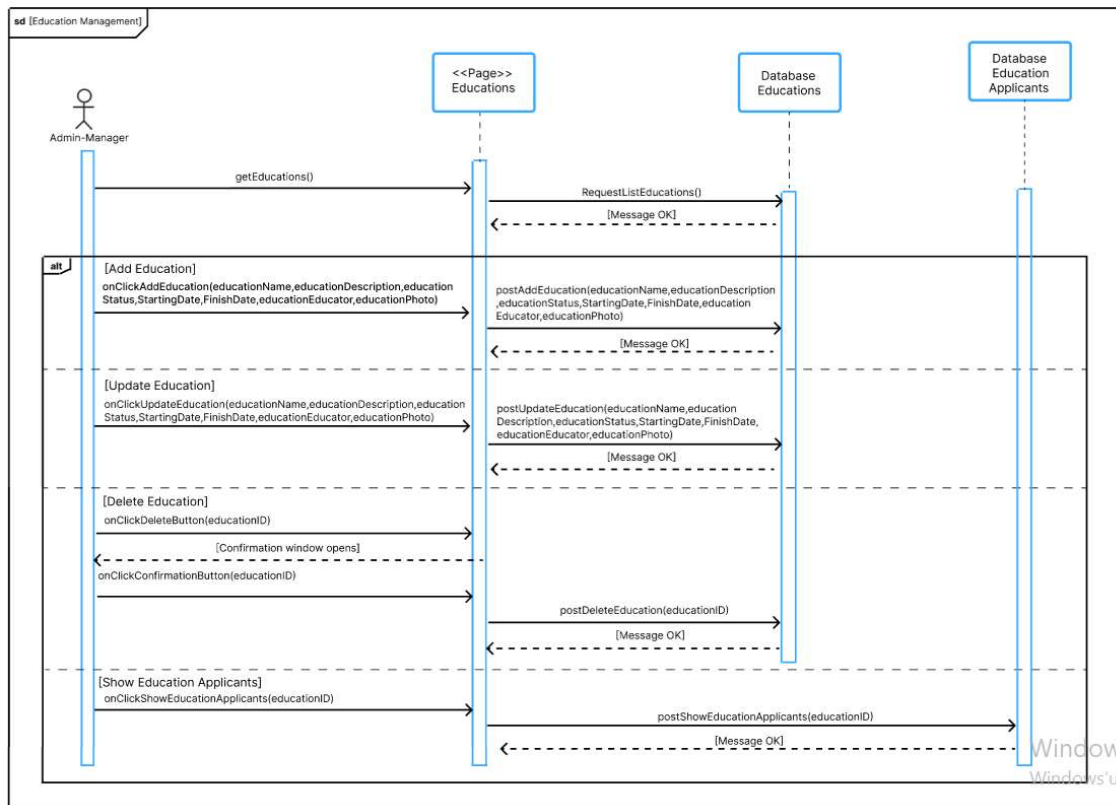 sd [Education Management]
<<Page>>
Educations
Database
Educations
Database
Education
Applicants
Admin-Manager
getEducations()
RequestListEducations()
[Message OK]
alt
[Add Education]
onClickAddEducation(educationName,educationDescription,education
Status,StartingDate,FinishDate,educationEducator,educationPhoto)
postAddEducation(educationName,educationDescription
,educationStatus,StartingDate,FinishDate,education
Educator,educationPhoto)
[Message OK]
[Update Education]
onClickUpdateEducation(educationName,educationDescription,education
Status,StartingDate,FinishDate,educationEducator,educationPhoto)
postUpdateEducation(educationName,education
Description,educationStatus,StartingDate,FinishDate,
educationEducator,educationPhoto)
[Message OK]
[Delete Education]
onClickDeleteButton(educationID)
[Confirmation window opens]
onClickConfirmationButton(educationID)
postDeleteEducation(educationID)
[Message OK]
[Show Education Applicants]
onClickShowEducationApplicants(educationID)
postShowEducationApplicants(educationID)
[Message OK]
Window
Windows'u